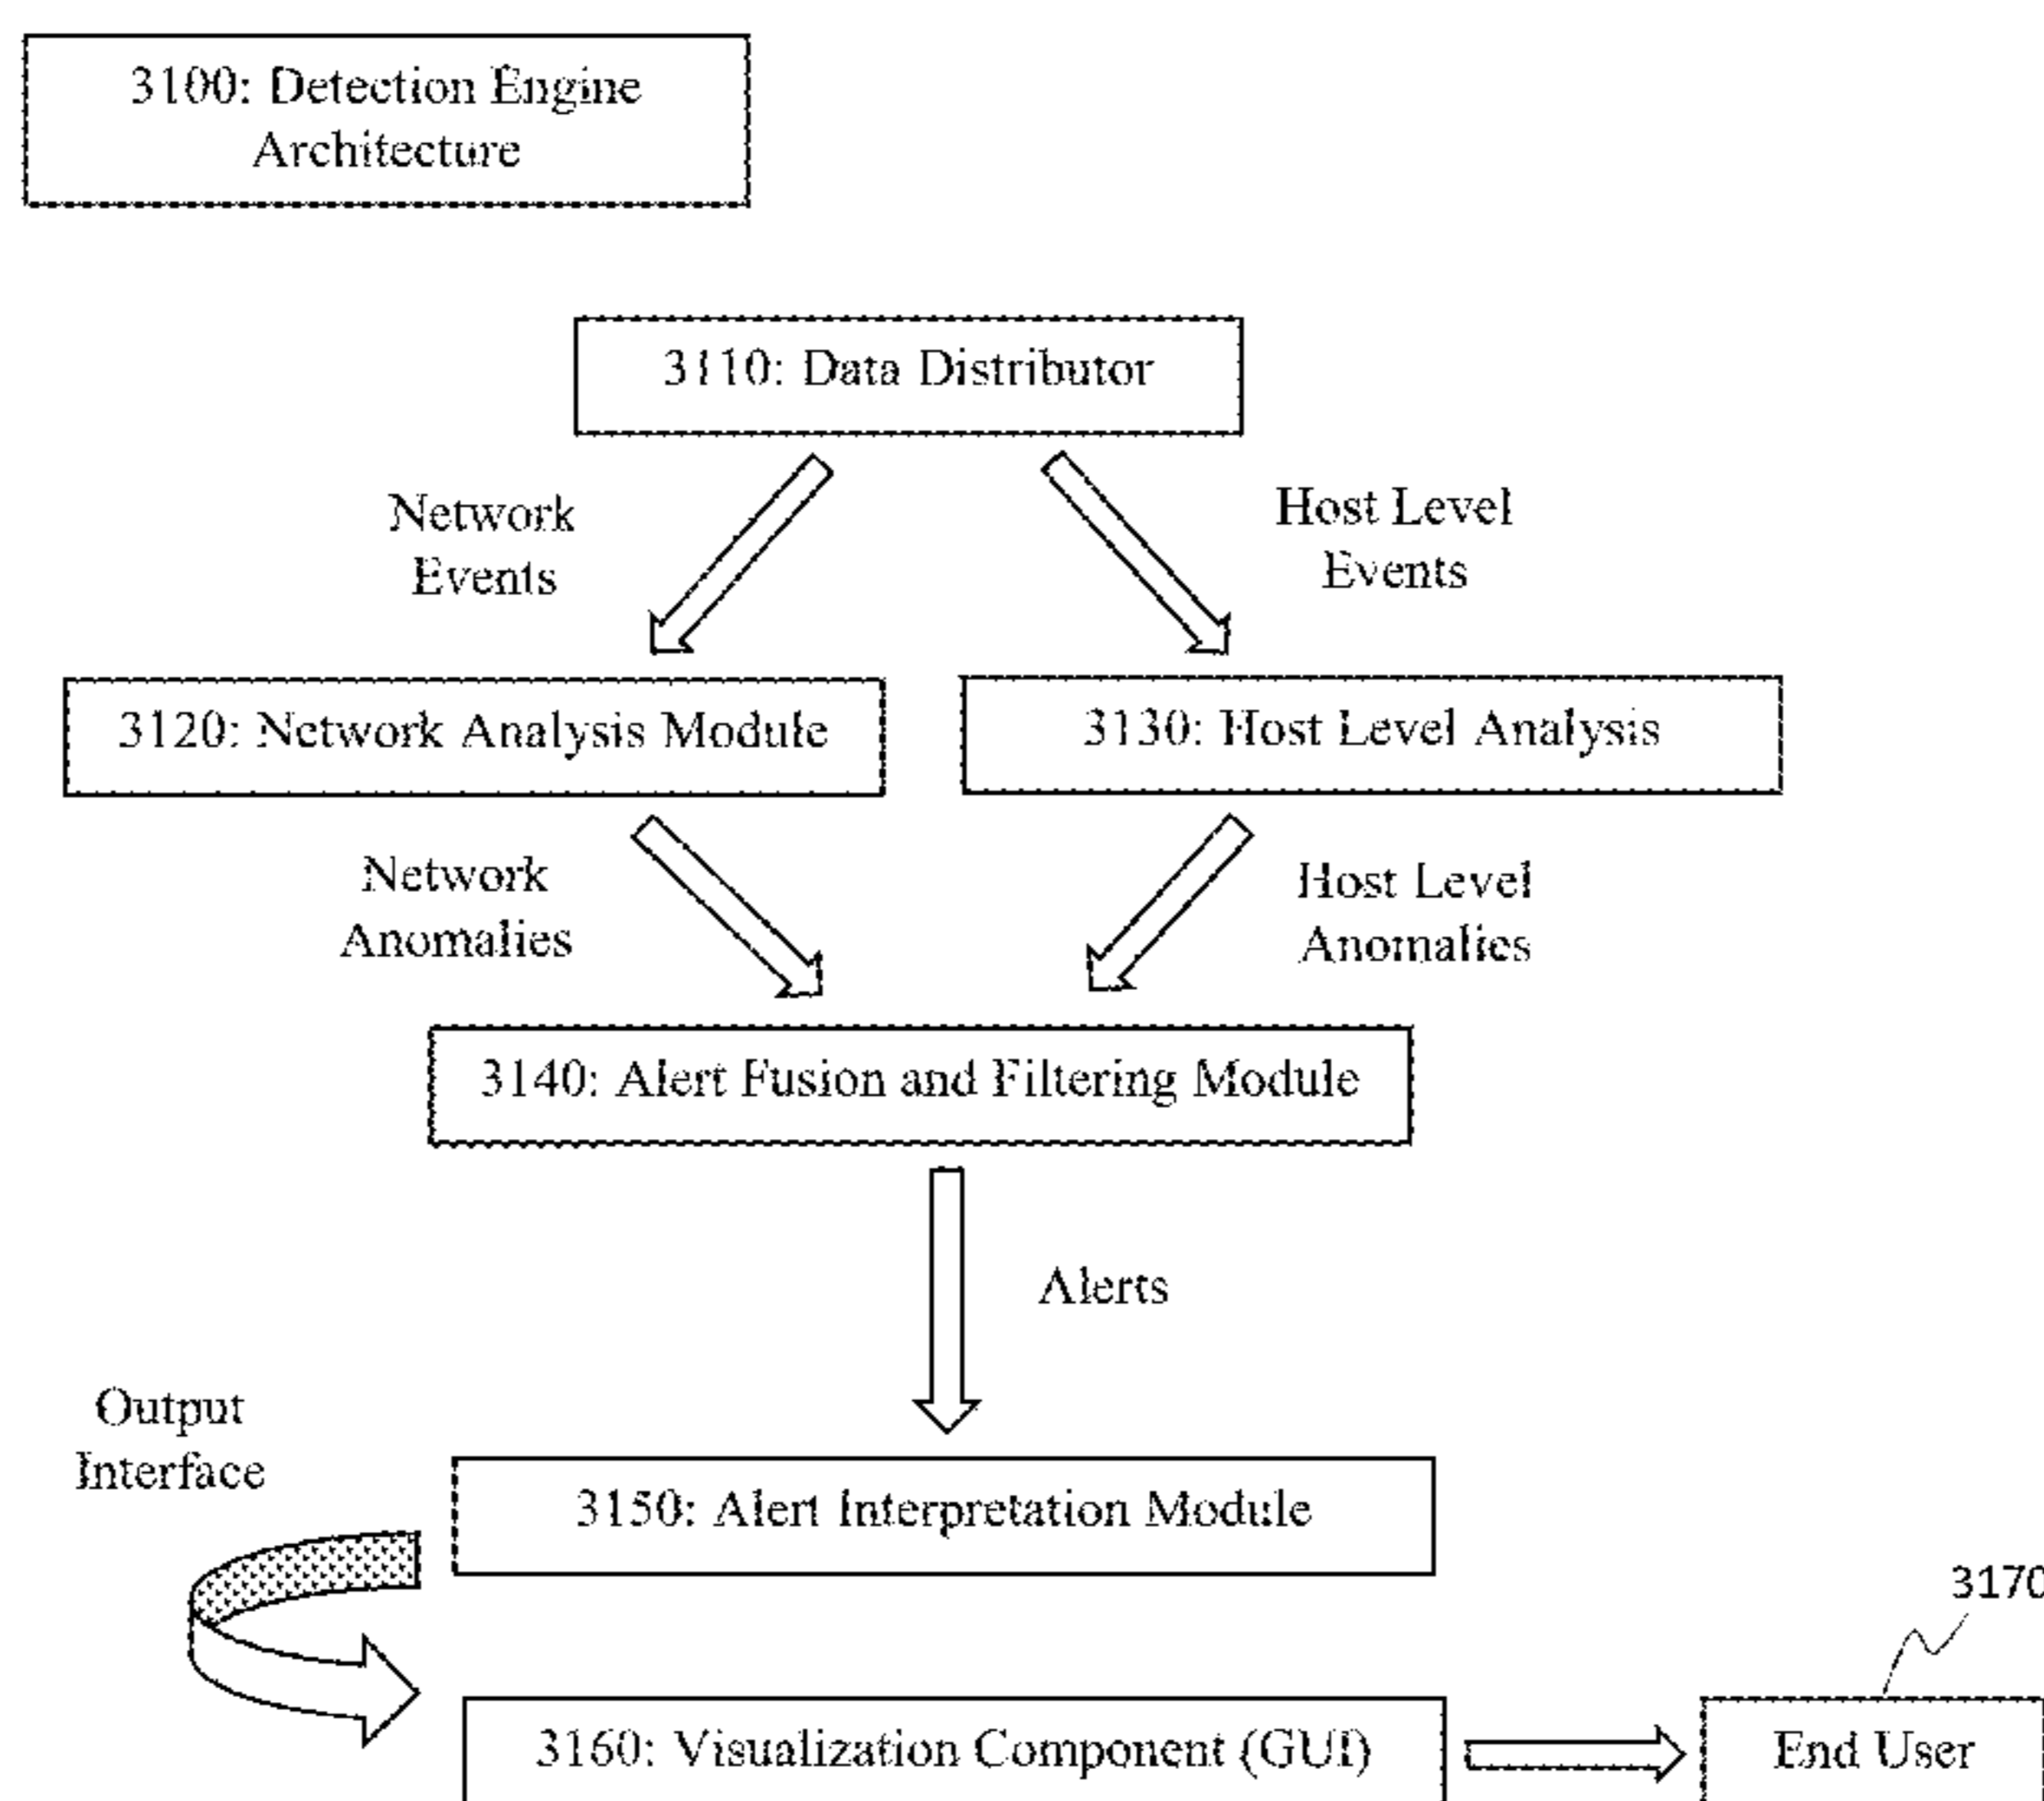 3100: Detection Engine
Architecture
3110: Data Distributor
Network
Events
Host Level
Events
3120: Network Analysis Module
3130: Host Level Analysis
Network
Anomalies
Host Level
Anomalies
3140: Alert Fusion and Filtering Module
Alerts
Output
Interface
3150: Alert Interpretation Module
3170
3160: Visualization Component (GUI)
End User